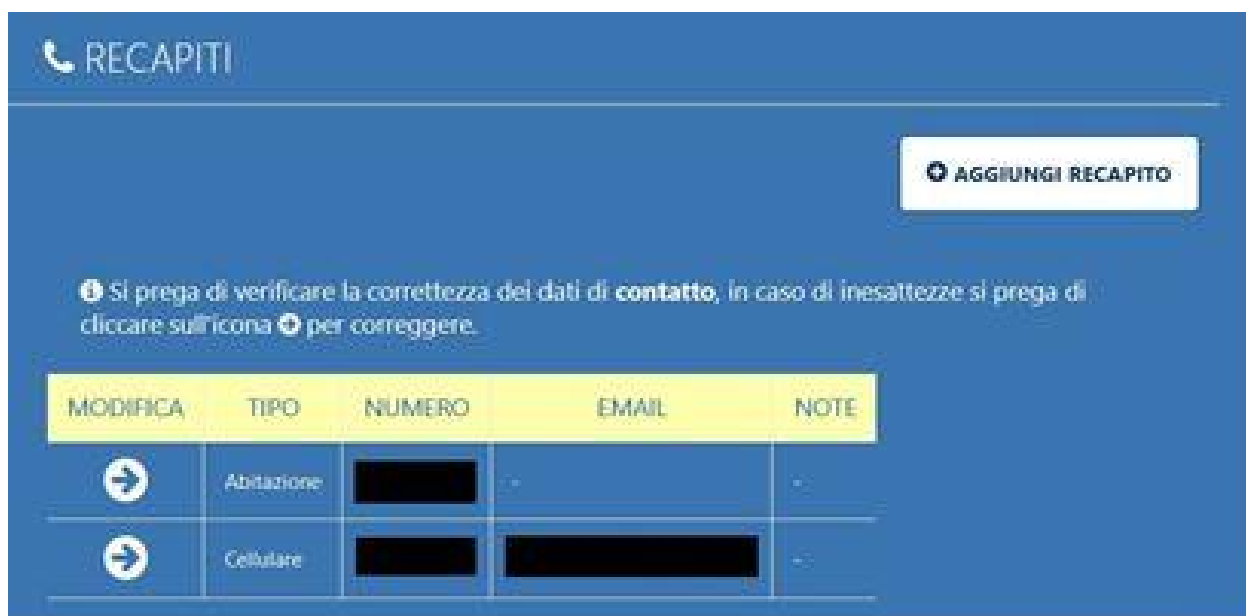 RECAPITI
AGGIUNGI RECAPITO
Si prega di verificare la correttezza dei dati di contatto, in caso di inesattezze si prega di
cliccare sull'icona per correggere.
MODIFICA TIPO NUMERO EMAIL NOTE
Abitazione - -
Cellulare -